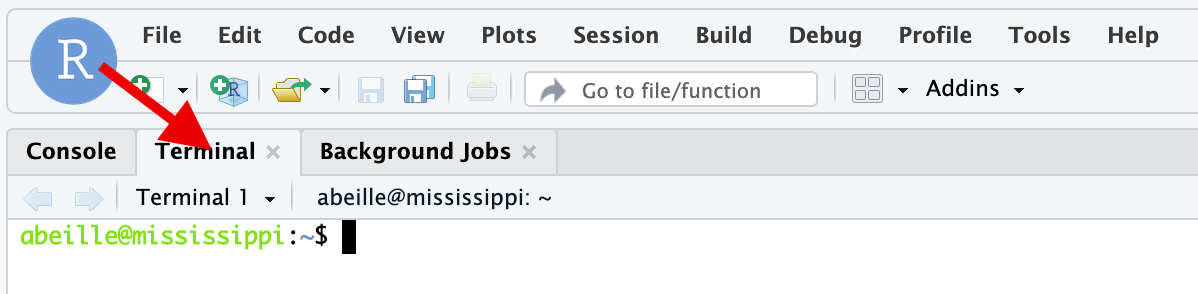 R File Edit Code View Plots Session Build Debug Profile Tools Help
R Go to file/function Addins
Console Terminal Background Jobs
Terminal 1 abeille@mississippi: ~
abeille@mississippi:~$